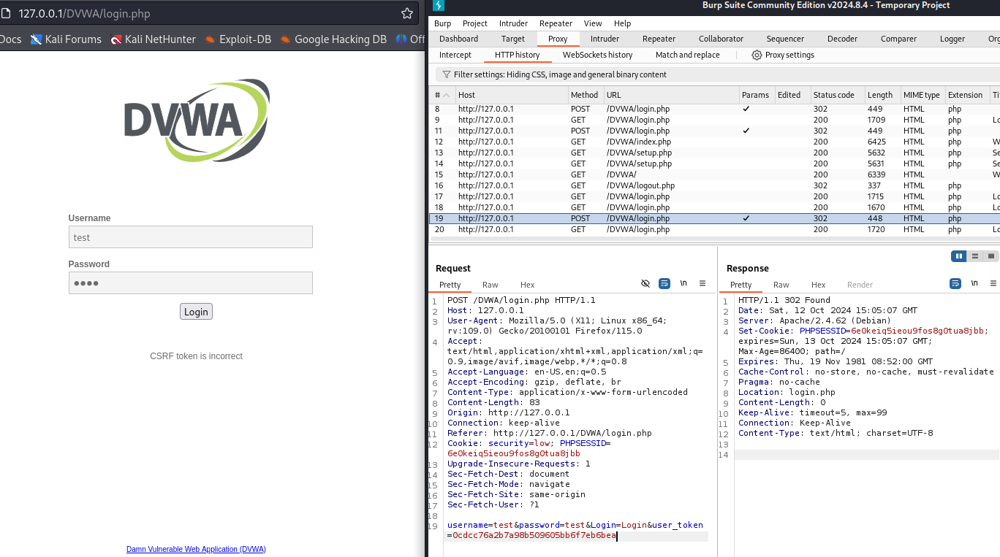 127.0.0.1/DVWA/login.php
Docs Kali Forums Kali NetHunter Exploit-DB Google Hacking DB Off
DVWA
Username
test
Password
Login
CSRF token is incorrect
Damn Vulnerable Web Application (DVWA)
Burp Suite Community Edition v2024.8.4 - Temporary Project
Burp Project Intruder Repeater View Help
Dashboard Target Proxy Intruder Repeater Collaborator Sequencer Decoder Comparer Logger Org
Intercept HTTP history WebSockets history Match and replace Proxy settings
Filter settings: Hiding CSS, image and general binary content
# Host Method URL Params Edited Status code Length MIME type Extension Ti
8 http://127.0.0.1 POST /DVWA/login.php ✓ 302 449 HTML php
9 http://127.0.0.1 GET /DVWA/login.php 200 1709 HTML php Lo
11 http://127.0.0.1 POST /DVWA/login.php ✓ 302 449 HTML php
12 http://127.0.0.1 GET /DVWA/index.php 200 6425 HTML php W
13 http://127.0.0.1 GET /DVWA/setup.php 200 5632 HTML php Se
14 http://127.0.0.1 GET /DVWA/setup.php 200 5631 HTML php Se
15 http://127.0.0.1 GET /DVWA/ 200 6339 HTML W
16 http://127.0.0.1 GET /DVWA/logout.php 302 337 HTML php
17 http://127.0.0.1 GET /DVWA/login.php 200 1715 HTML php Lo
18 http://127.0.0.1 GET /DVWA/login.php 200 1670 HTML php Lo
19 http://127.0.0.1 POST /DVWA/login.php ✓ 302 448 HTML php
20 http://127.0.0.1 GET /DVWA/login.php 200 1720 HTML php Lo
Request
Pretty Raw Hex \n
1 POST /DVWA/login.php HTTP/1.1
2 Host: 127.0.0.1
3 User-Agent: Mozilla/5.0 (X11; Linux x86_64;
rv:109.0) Gecko/20100101 Firefox/115.0
4 Accept:
text/html,application/xhtml+xml,application/xml;q=
0.9,image/avif,image/webp,*/*;q=0.8
5 Accept-Language: en-US,en;q=0.5
6 Accept-Encoding: gzip, deflate, br
7 Content-Type: application/x-www-form-urlencoded
8 Content-Length: 83
9 Origin: http://127.0.0.1
10 Connection: keep-alive
11 Referer: http://127.0.0.1/DVWA/login.php
12 Cookie: security=low; PHPSESSID=
6e0keiq5ieou9fos8g0tua8jbb
13 Upgrade-Insecure-Requests: 1
14 Sec-Fetch-Dest: document
15 Sec-Fetch-Mode: navigate
16 Sec-Fetch-Site: same-origin
17 Sec-Fetch-User: ?1
18
19 username=test&password=test&Login=Login&user_token
=0cdcc76a2b7a98b509605bb6f7eb6bea
Response
Pretty Raw Hex Render \n
1 HTTP/1.1 302 Found
2 Date: Sat, 12 Oct 2024 15:05:07 GMT
3 Server: Apache/2.4.62 (Debian)
4 Set-Cookie: PHPSESSID=6e0keiq5ieou9fos8g0tua8jbb;
expires=Sun, 13 Oct 2024 15:05:07 GMT;
Max-Age=86400; path=/
5 Expires: Thu, 19 Nov 1981 08:52:00 GMT
6 Cache-Control: no-store, no-cache, must-revalidate
7 Pragma: no-cache
8 Location: login.php
9 Content-Length: 0
10 Keep-Alive: timeout=5, max=99
11 Connection: Keep-Alive
12 Content-Type: text/html; charset=UTF-8
13
14